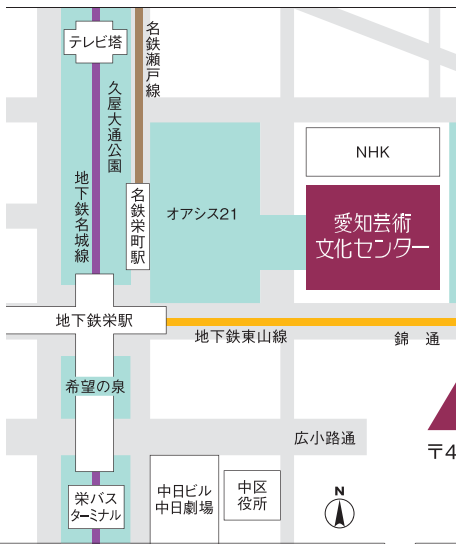 テレビ塔
名鉄瀬戸線
久屋大通公園
NHK
地下鉄名城線
名鉄栄町駅
オアシス21
愛知芸術
文化センター
地下鉄栄駅
地下鉄東山線
錦通
希望の泉
広小路通
〒4
栄バス
ターミナル
中日ビル
中日劇場
中区
役所
N